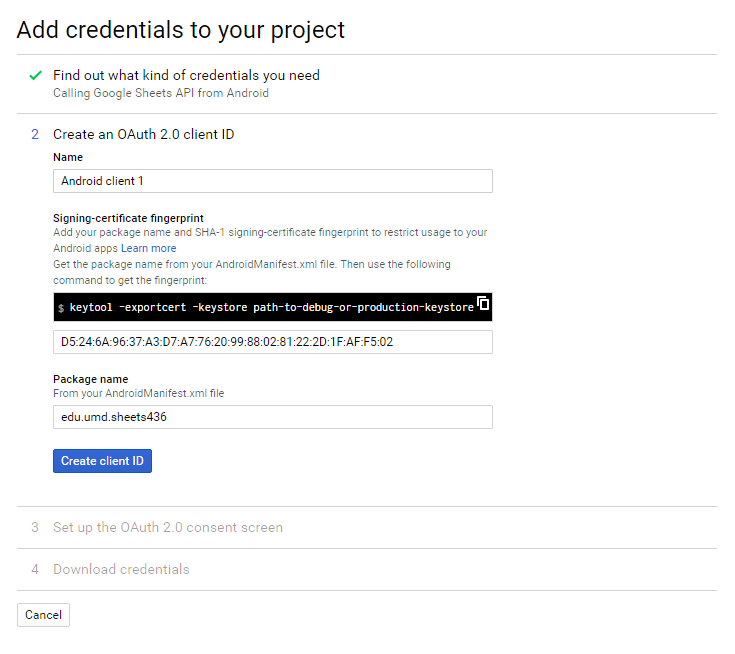 Add credentials to your project
Find out what kind of credentials you need
Calling Google Sheets API from Android
2 Create an OAuth 2.0 client ID
Name
Android client 1
Signing-certificate fingerprint
Add your package name and SHA-1 signing-certificate fingerprint to restrict usage to your
Android apps Learn more
Get the package name from your AndroidManifest.xml file. Then use the following
command to get the fingerprint:
$ keytool -exportcert -keystore path-to-debug-or-production-keystore
D5:24:6A:96:37:A3:D7:A7:76:20:99:88:02:81:22:2D:1F:AF:F5:02
Package name
From your AndroidManifest.xml file
edu.umd.sheets436
Create client ID
3 Set up the OAuth 2.0 consent screen
4 Download credentials
Cancel